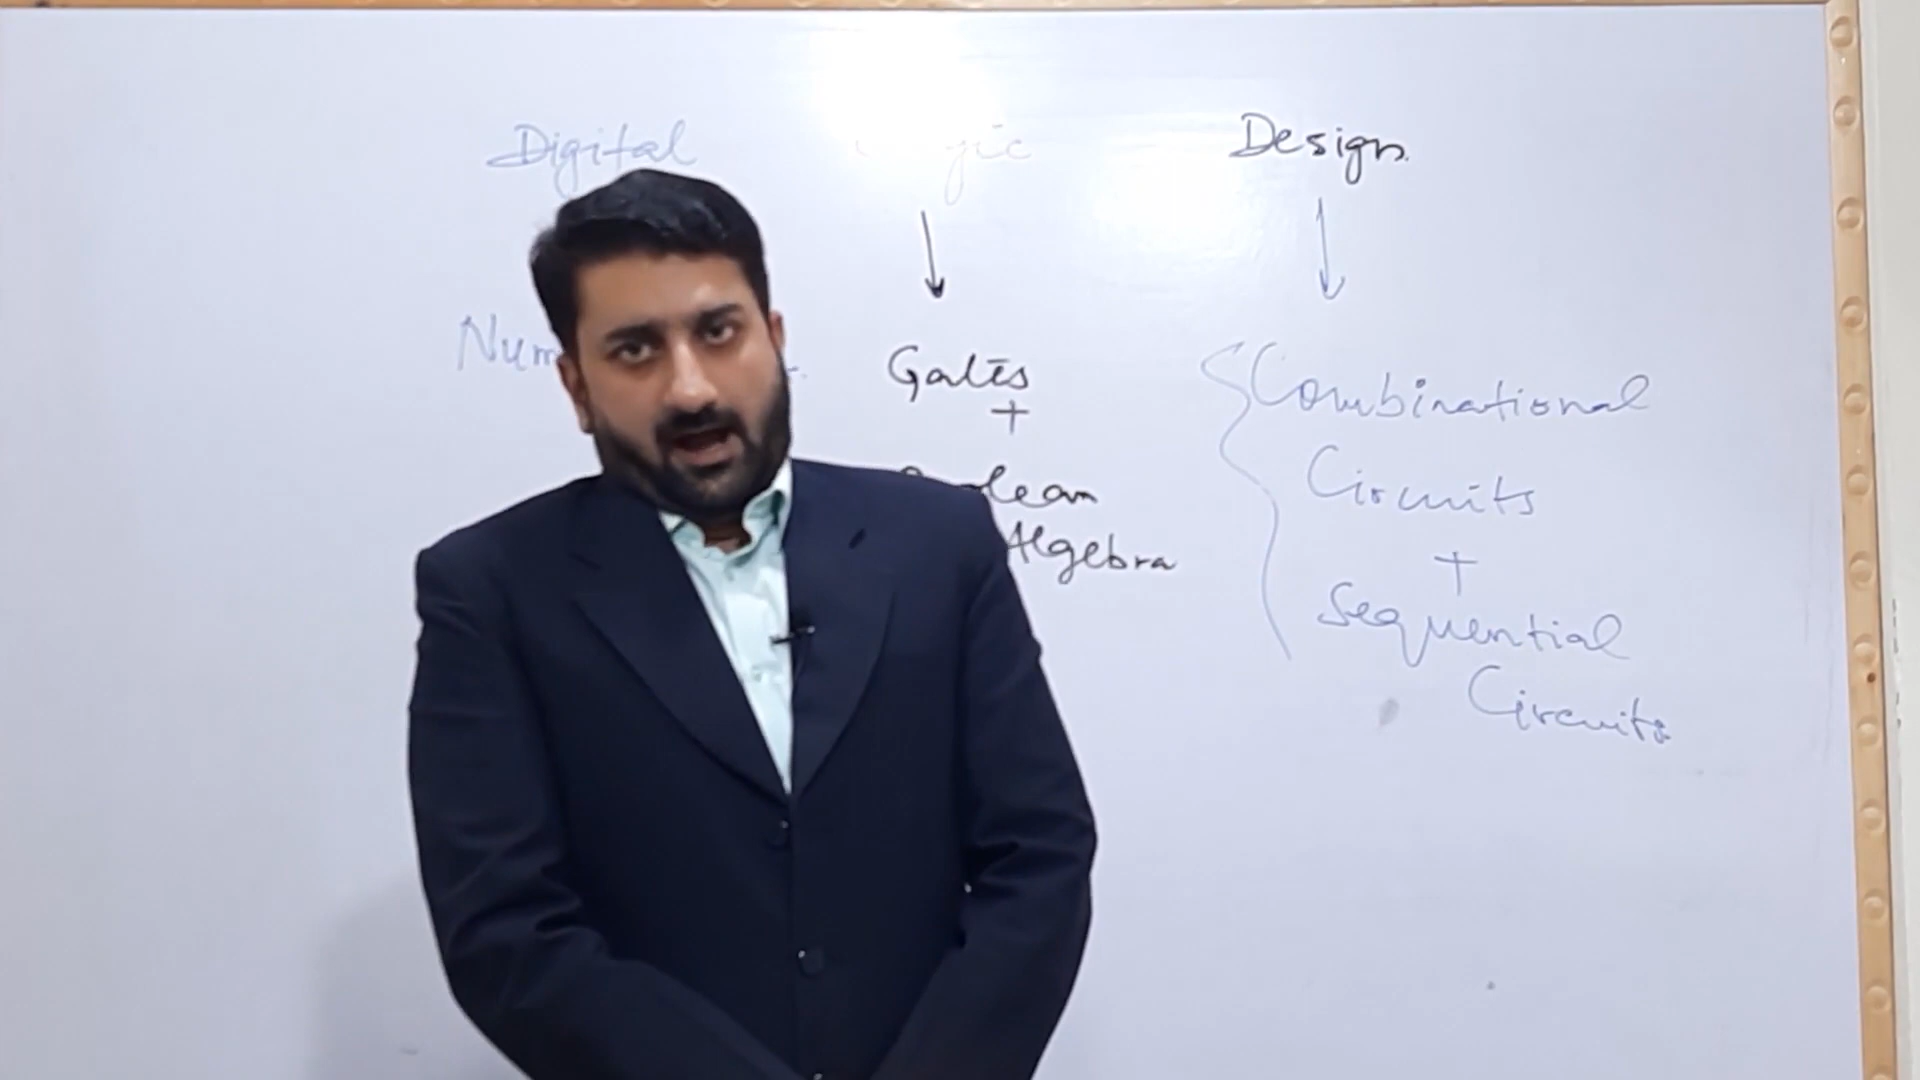 Digital Design
Gates
+
Algebra
Combinational
Circuits
+
Sequential
Circuits